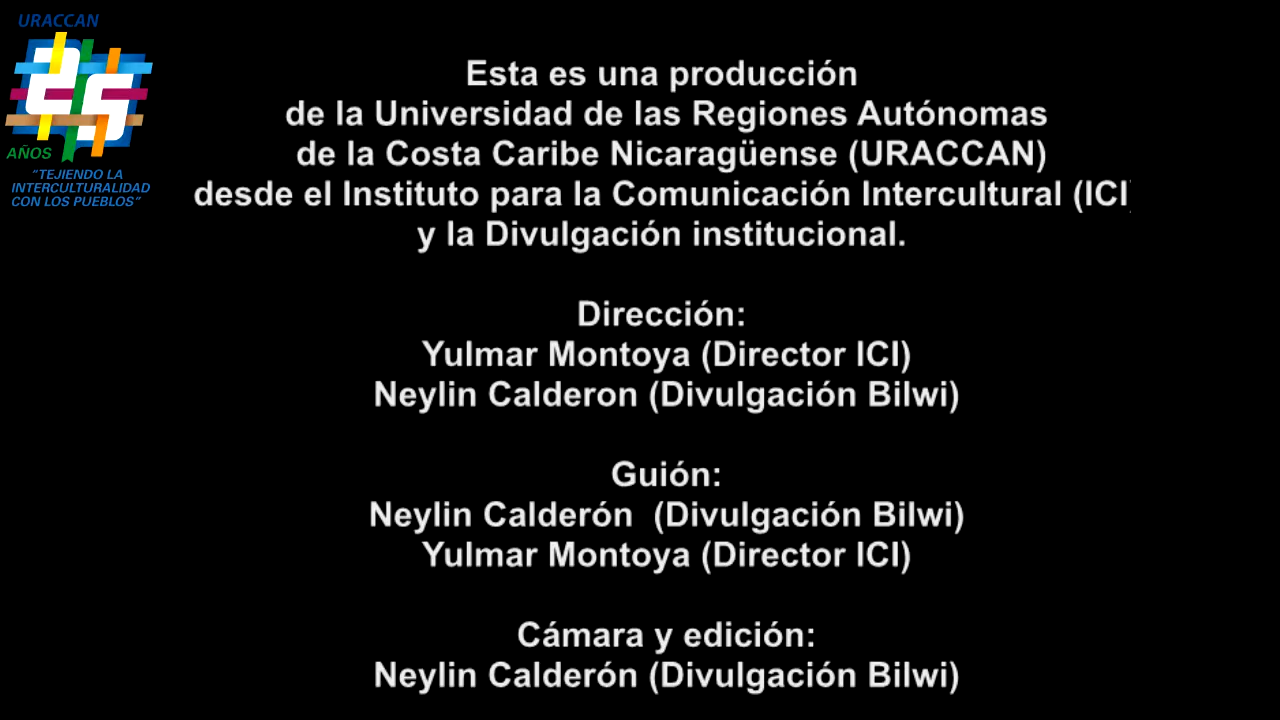 URACCAN
25
AÑOS
“TEJIENDO LA
INTERCULTURALIDAD
CON LOS PUEBLOS”
Esta es una producción
de la Universidad de las Regiones Autónomas
de la Costa Caribe Nicaragüense (URACCAN)
desde el Instituto para la Comunicación Intercultural (ICI)
y la Divulgación institucional.
Dirección:
Yulmar Montoya (Director ICI)
Neylin Calderon (Divulgación Bilwi)
Guión:
Neylin Calderón (Divulgación Bilwi)
Yulmar Montoya (Director ICI)
Cámara y edición:
Neylin Calderón (Divulgación Bilwi)